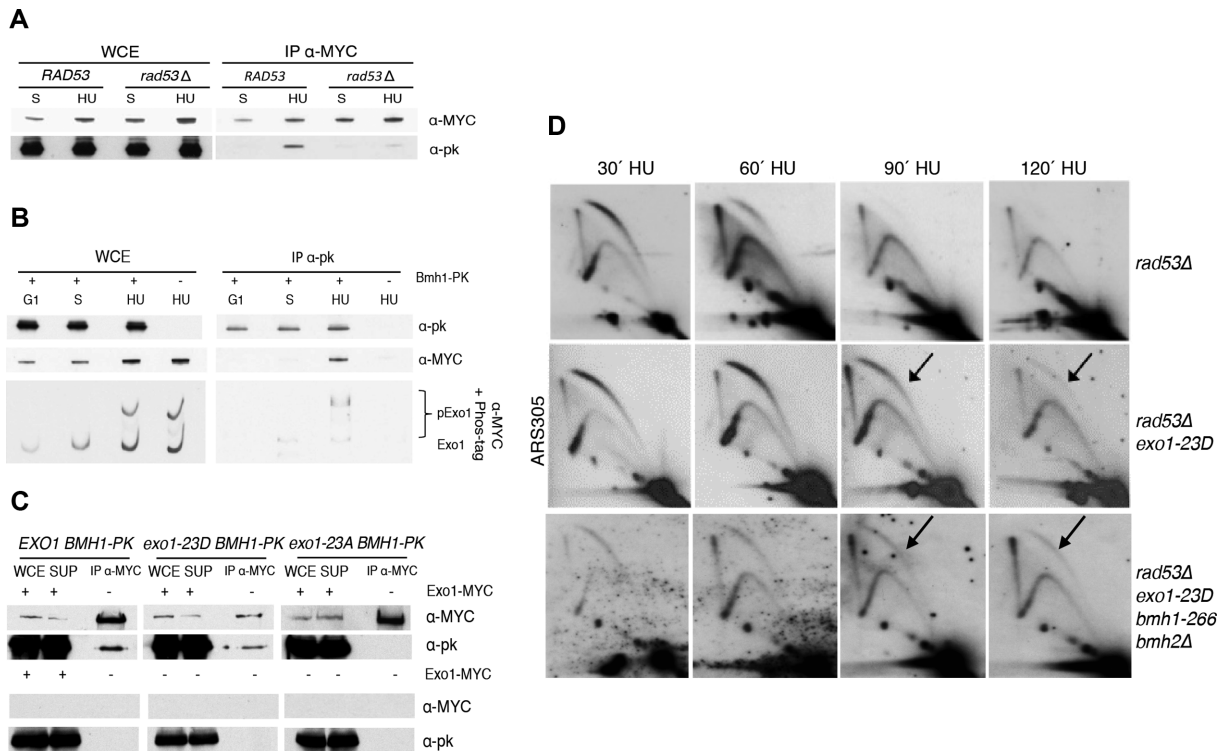 A
WCE
IP α-MYC
RAD53
rad53Δ
RAD53
rad53Δ
S HU S HU S HU S HU
α-MYC
α-pk
B
WCE
IP α-pk
+ + + - + + + - Bmh1-PK
G1 S HU HU G1 S HU HU
α-pk
α-MYC
pExo1
Exo1
α-MYC
+ Phos-tag
C
EXO1 BMH1-PK exo1-23D BMH1-PK exo1-23A BMH1-PK
WCE SUP IP α-MYC WCE SUP IP α-MYC WCE SUP IP α-MYC
+ + - + + - + + - Exo1-MYC
α-MYC
α-pk
+ + - - - - - - - Exo1-MYC
α-MYC
α-pk
D
30´ HU 60´ HU 90´ HU 120´ HU
ARS305
rad53Δ
rad53Δ
exo1-23D
rad53Δ
exo1-23D
bmh1-266
bmh2Δ